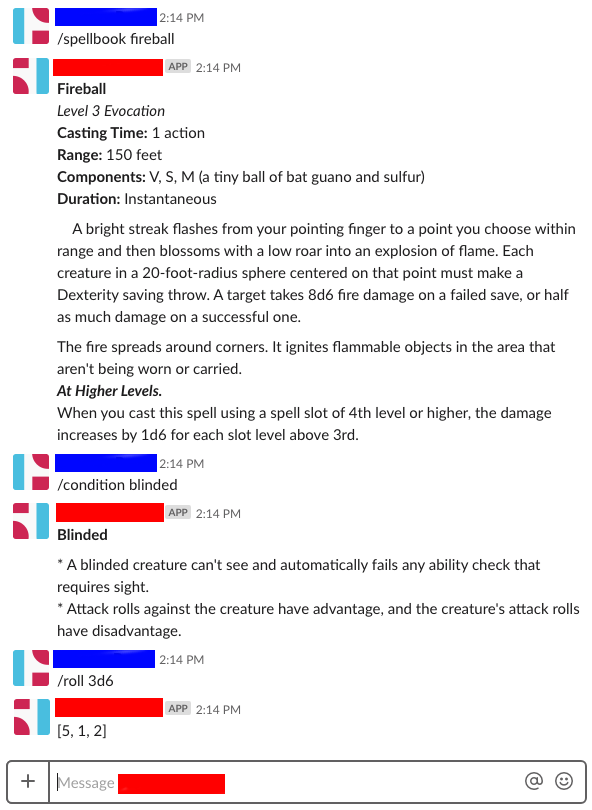 2:14 PM
/spellbook fireball
APP 2:14 PM
Fireball
Level 3 Evocation
Casting Time: 1 action
Range: 150 feet
Components: V, S, M (a tiny ball of bat guano and sulfur)
Duration: Instantaneous
A bright streak flashes from your pointing finger to a point you choose within
range and then blossoms with a low roar into an explosion of flame. Each
creature in a 20-foot-radius sphere centered on that point must make a
Dexterity saving throw. A target takes 8d6 fire damage on a failed save, or half
as much damage on a successful one.
The fire spreads around corners. It ignites flammable objects in the area that
aren't being worn or carried.
At Higher Levels.
When you cast this spell using a spell slot of 4th level or higher, the damage
increases by 1d6 for each slot level above 3rd.
2:14 PM
/condition blinded
APP 2:14 PM
Blinded
* A blinded creature can't see and automatically fails any ability check that
requires sight.
* Attack rolls against the creature have advantage, and the creature's attack rolls
have disadvantage.
2:14 PM
/roll 3d6
APP 2:14 PM
[5, 1, 2]
+ Message @